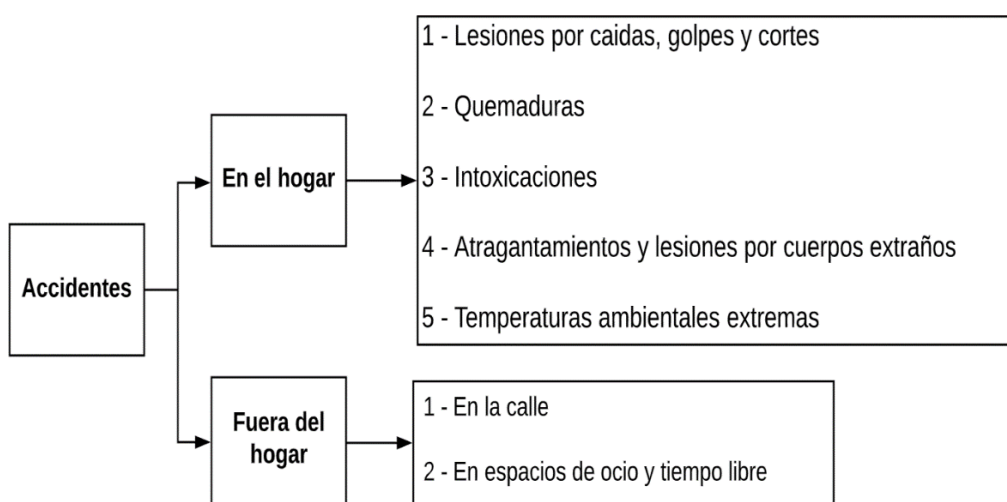 Accidentes
En el hogar
1 - Lesiones por caidas, golpes y cortes
2 - Quemaduras
3 - Intoxicaciones
4 - Atragantamientos y lesiones por cuerpos extraños
5 - Temperaturas ambientales extremas
Fuera del
hogar
1 - En la calle
2 - En espacios de ocio y tiempo libre